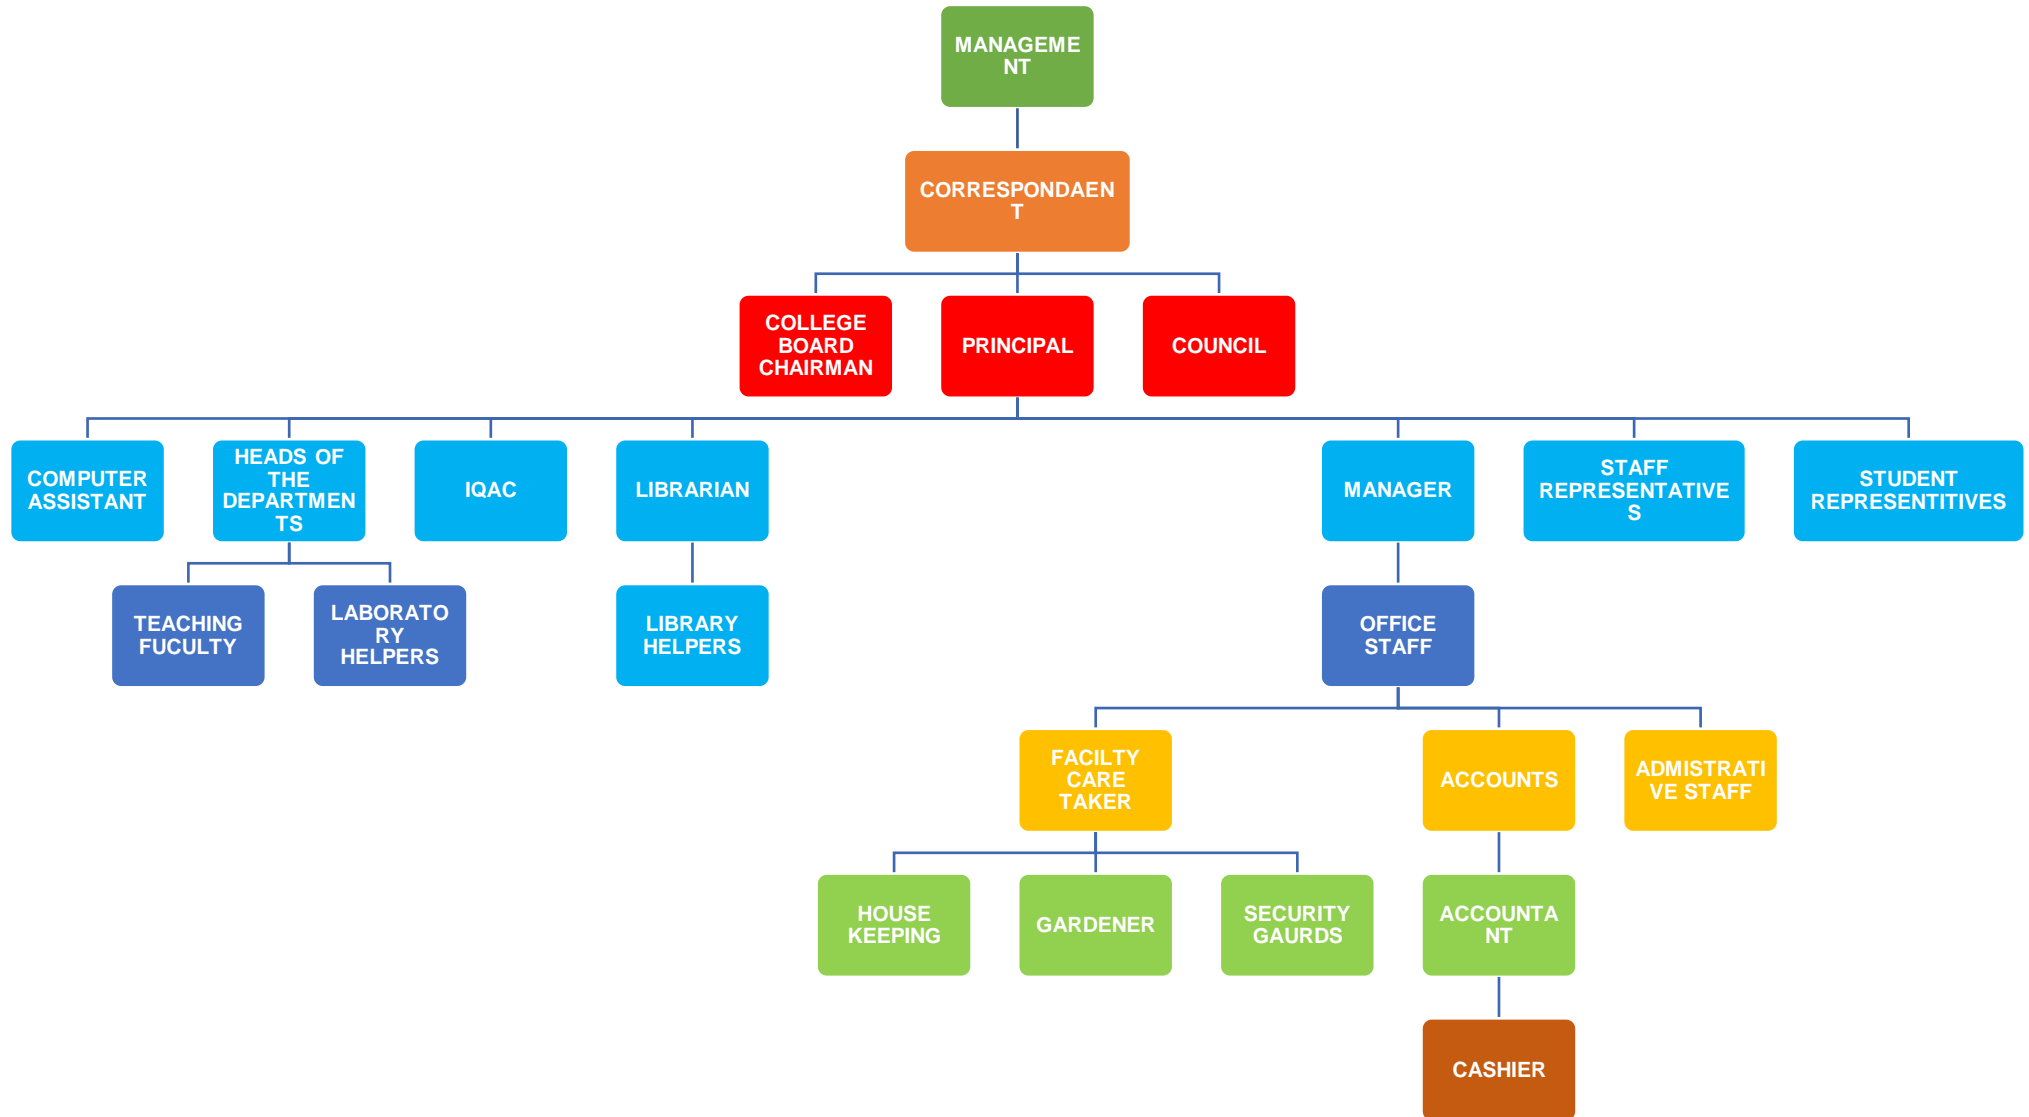 MANAGEME
NT
CORRESPONDAEN
T
COLLEGE
BOARD
CHAIRMAN
PRINCIPAL
COUNCIL
COMPUTER
ASSISTANT
HEADS OF
THE
DEPARTMEN
TS
IQAC
LIBRARIAN
MANAGER
STAFF
REPRESENTATIVE
S
STUDENT
REPRESENTITIVES
TEACHING
FUCULTY
LABORATO
RY
HELPERS
LIBRARY
HELPERS
OFFICE
STAFF
FACILTY
CARE
TAKER
ACCOUNTS
ADMISTRATI
VE STAFF
HOUSE
KEEPING
GARDENER
SECURITY
GAURDS
ACCOUNTA
NT
CASHIER